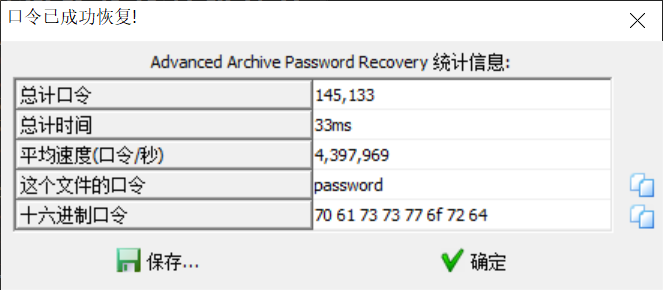 口令已成功恢复!
Advanced Archive Password Recovery 统计信息:
总计口令 145,133
总计时间 33ms
平均速度(口令/秒) 4,397,969
这个文件的口令 password
十六进制口令 70 61 73 73 77 6f 72 64
保存... 确定